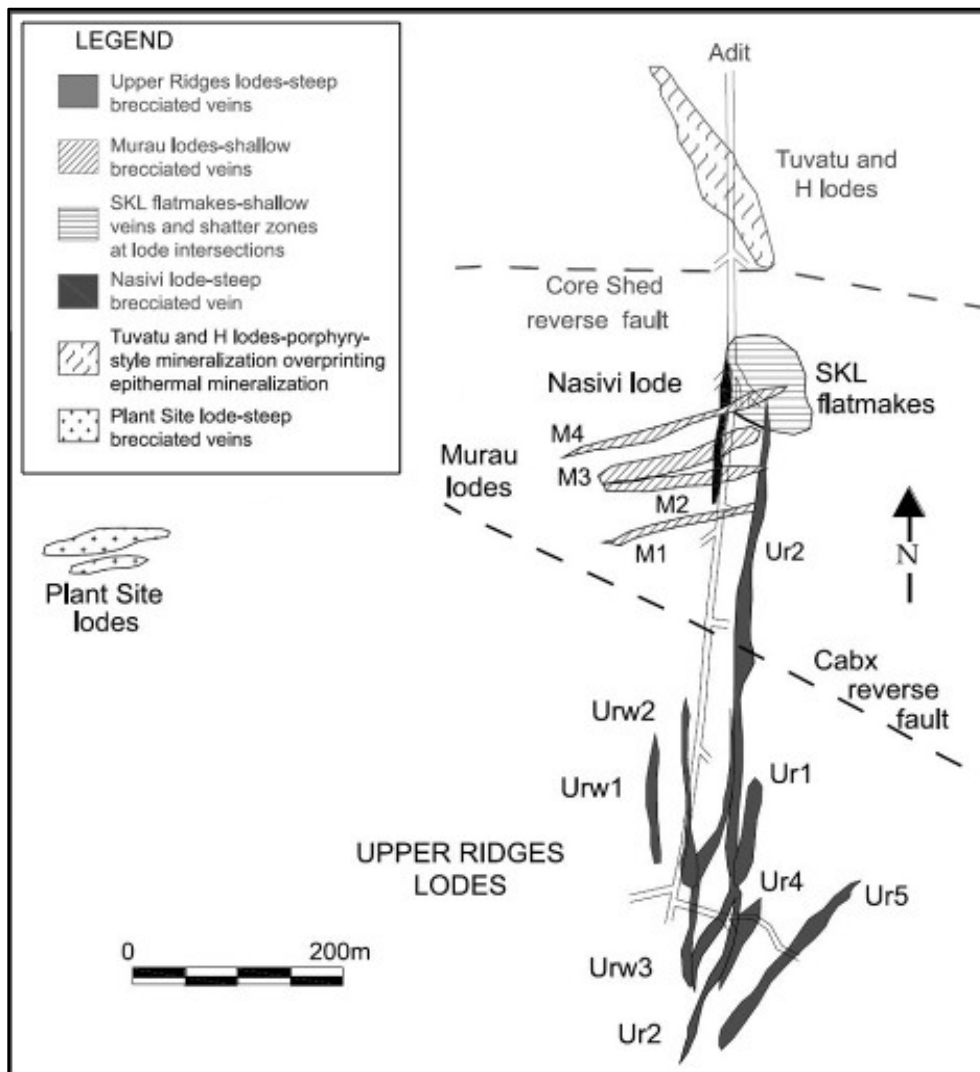 LEGEND
Upper Ridges lodes-steep
brecciated veins
Murau lodes-shallow
brecciated veins
SKL flatmakes-shallow
veins and shatter zones
at lode intersections
Nasivi lode-steep
brecciated vein
Tuvatu and H lodes-porphyry-
style mineralization overprinting
epithermal mineralization
Plant Site lode-steep
brecciated veins
Adit
Tuvatu and
H lodes
Core Shed
reverse fault
Nasivi lode
SKL
flatmakes
M4
Murau
lodes
M3
M2
M1
Ur2
N
Plant Site
lodes
Cabx
reverse
fault
Urw2
Urw1
Ur1
UPPER RIDGES
LODES
Ur4
Ur5
0 200m
Urw3
Ur2